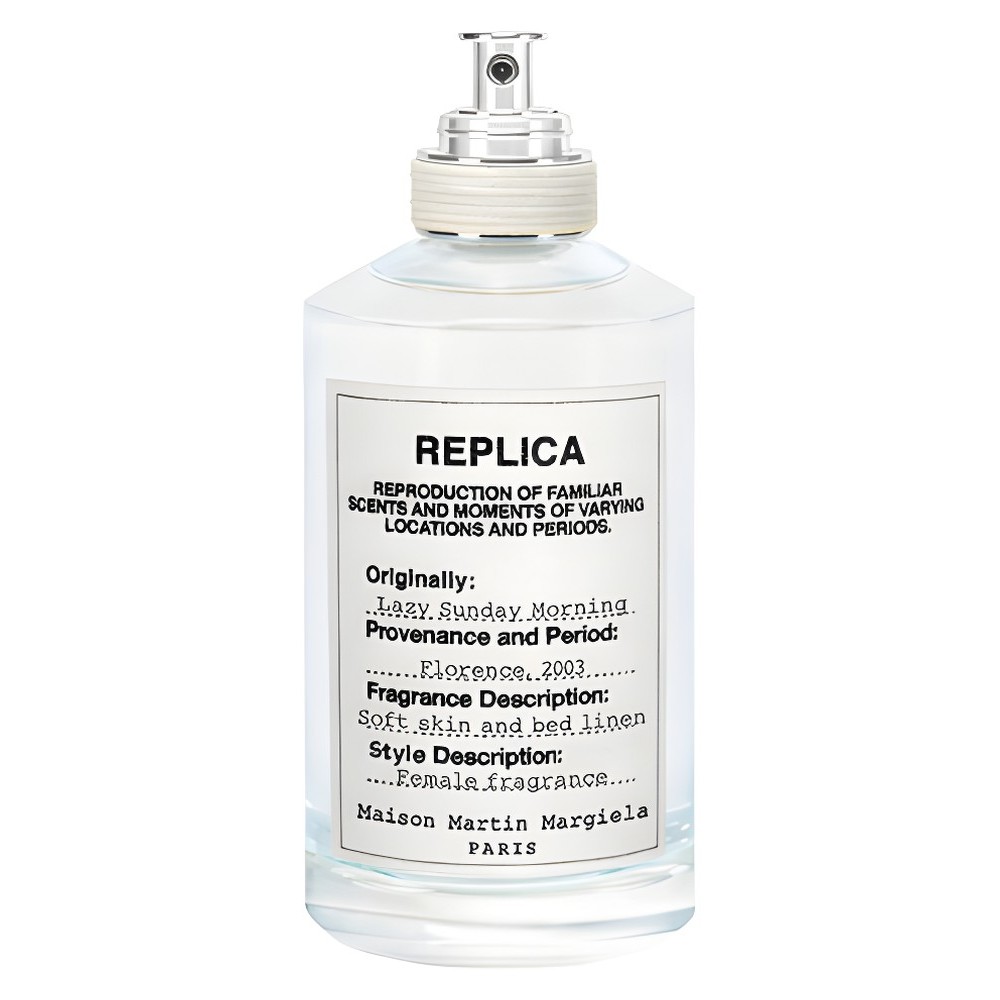 REPLICA
REPRODUCTION OF FAMILIAR
SCENTS AND MOMENTS OF VARYING
LOCATIONS AND PERIODS.
Originally:
Lazy Sunday Morning
Provenance and Period:
Florence, 2003
Fragrance Description:
Soft skin and bed linen
Style Description:
Female fragrance
Maison Martin Margiela
PARIS